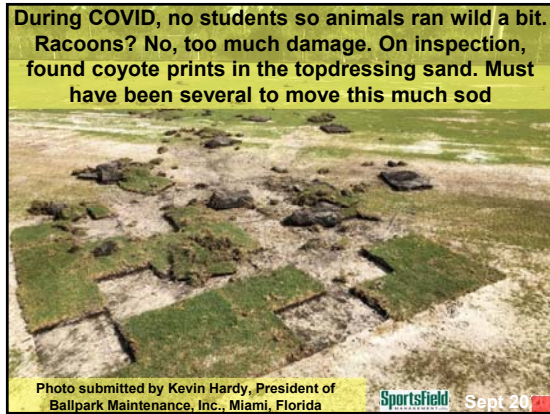 During COVID, no students so animals ran wild a bit.
Racoons? No, too much damage. On inspection,
found coyote prints in the topdressing sand. Must
have been several to move this much sod
Photo submitted by Kevin Hardy, President of
Ballpark Maintenance, Inc., Miami, Florida
SportsField
MANAGEMENT
Sept